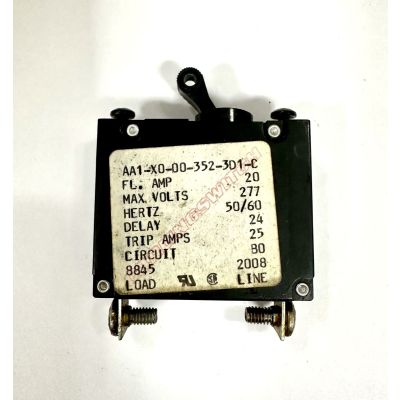 AA1-X0-00-352-3D1-C
FL. AMP 20
MAX VOLTS 277
HERTZ 50/60
DELAY 24
TRIP AMPS 25
CIRCUIT B0
8845 2008
LOAD LINE